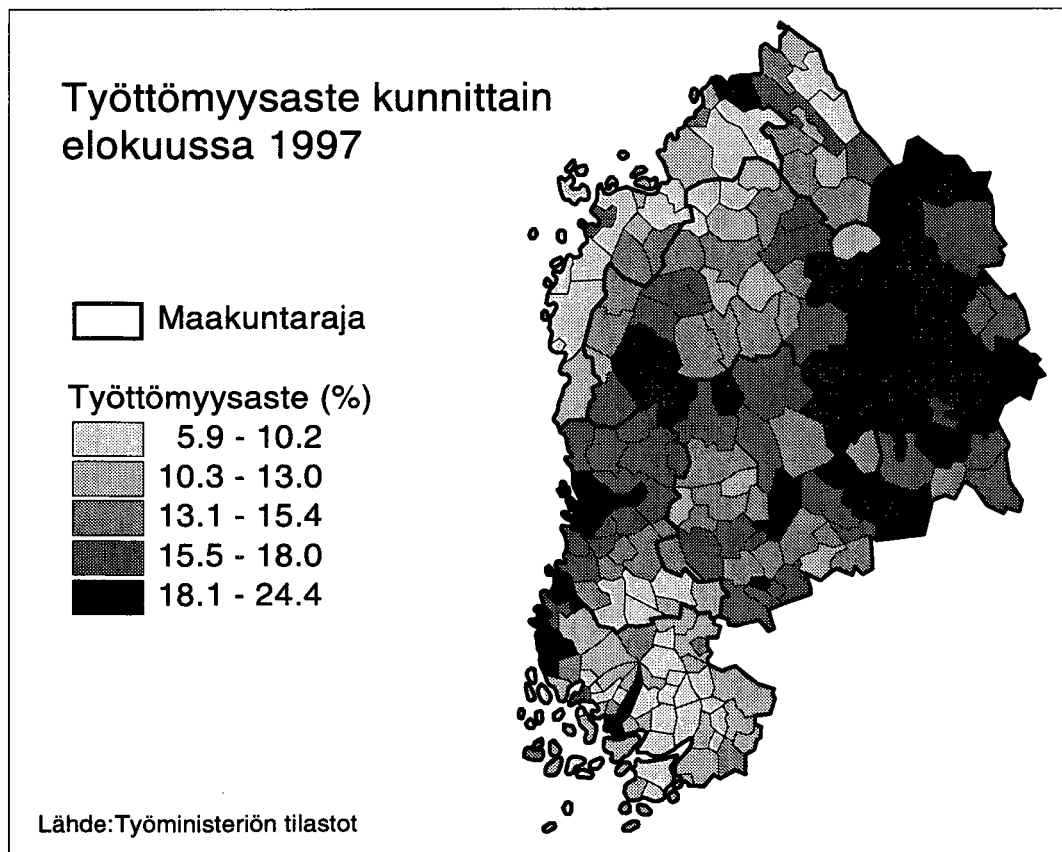 Työttömyysaste kunnittain
elokuussa 1997
Maakuntaraja
Työttömyysaste (%)
5.9 - 10.2
10.3 - 13.0
13.1 - 15.4
15.5 - 18.0
18.1 - 24.4
Lähde:Työministeriön tilastot